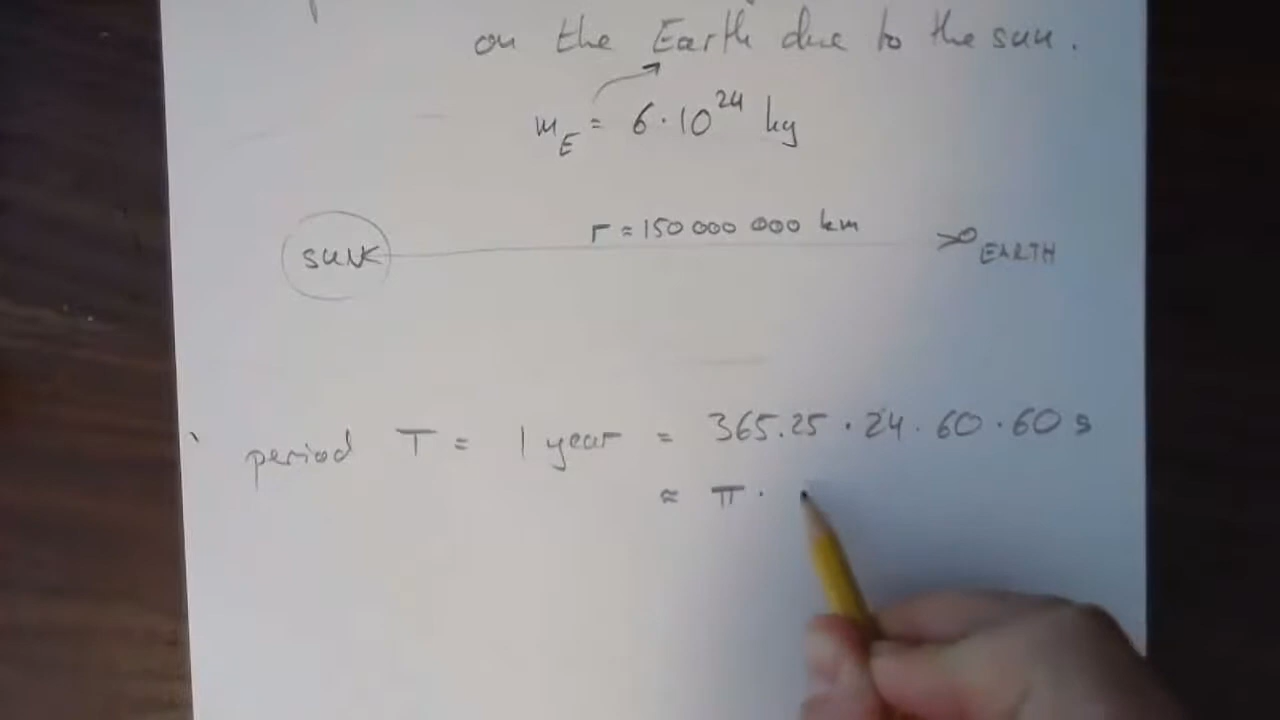 on the Earth due to the sun.
m_E = 6·10^24 kg
r ≈ 150 000 000 km
SUN
EARTH
period T = 1 year = 365.25 · 24 · 60 · 60 s
≈ π ·